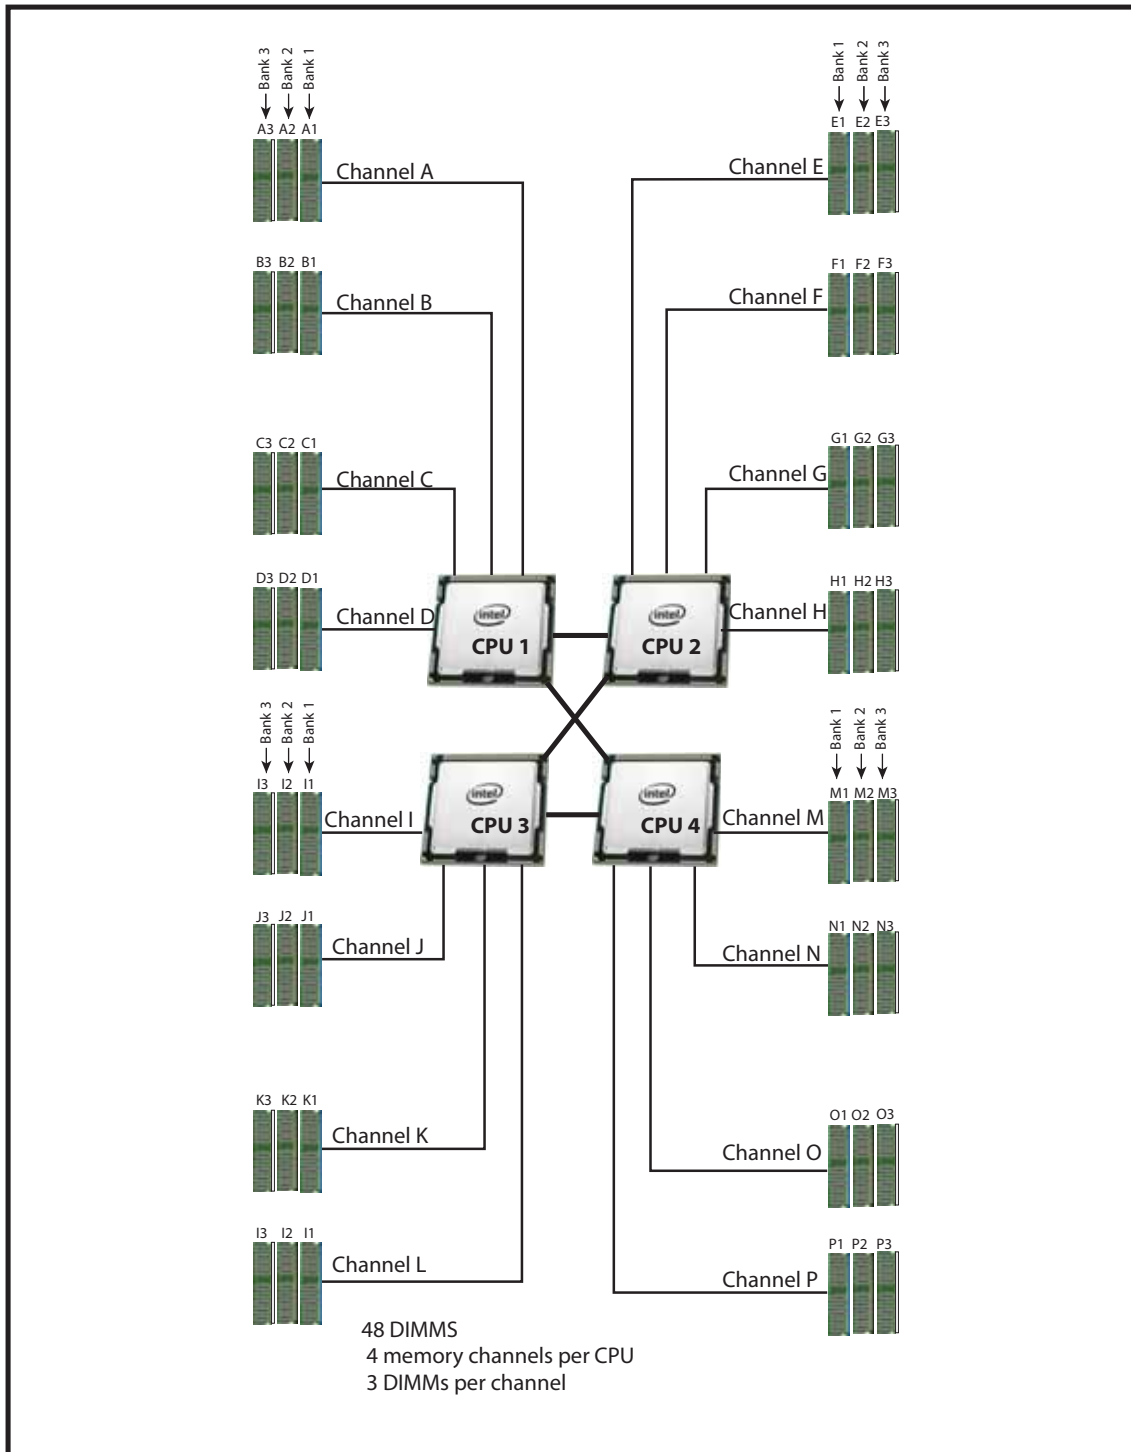 Bank 3 Bank 2 Bank 1
A3 A2 A1
Channel A
B3 B2 B1
Channel B
C3 C2 C1
Channel C
D3 D2 D1
Channel D
Bank 1 Bank 2 Bank 3
E1 E2 E3
Channel E
F1 F2 F3
Channel F
G1 G2 G3
Channel G
H1 H2 H3
Channel H
intel
CPU 1
intel
CPU 2
intel
CPU 3
intel
CPU 4
Bank 3 Bank 2 Bank 1
I3 I2 I1
Channel I
J3 J2 J1
Channel J
K3 K2 K1
Channel K
I3 I2 I1
Channel L
Bank 1 Bank 2 Bank 3
M1 M2 M3
Channel M
N1 N2 N3
Channel N
O1 O2 O3
Channel O
P1 P2 P3
Channel P
48 DIMMS
4 memory channels per CPU
3 DIMMs per channel